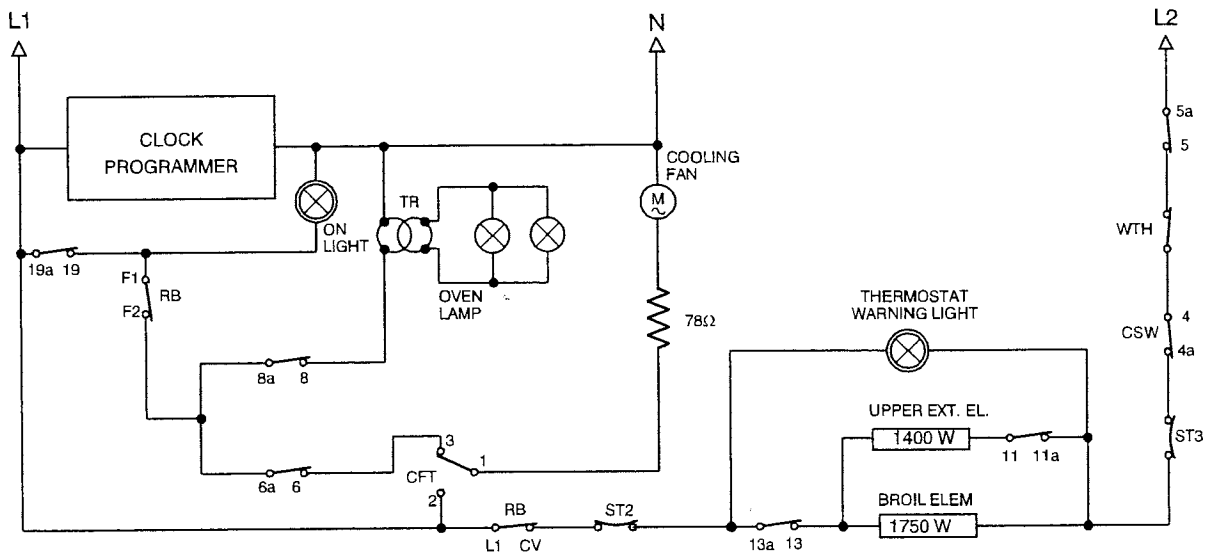 L1
N
L2
CLOCK
PROGRAMMER
5a
5
COOLING
FAN
M
TR
ON
LIGHT
WTH
19a 19
F1
RB
F2
OVEN
LAMP
78Ω
THERMOSTAT
WARNING LIGHT
4
CSW
4a
8a 8
UPPER EXT. EL.
1400 W
11 11a
ST3
3
1
6a 6
CFT
2
BROIL ELEM
1750 W
RB
ST2
L1 CV
13a 13